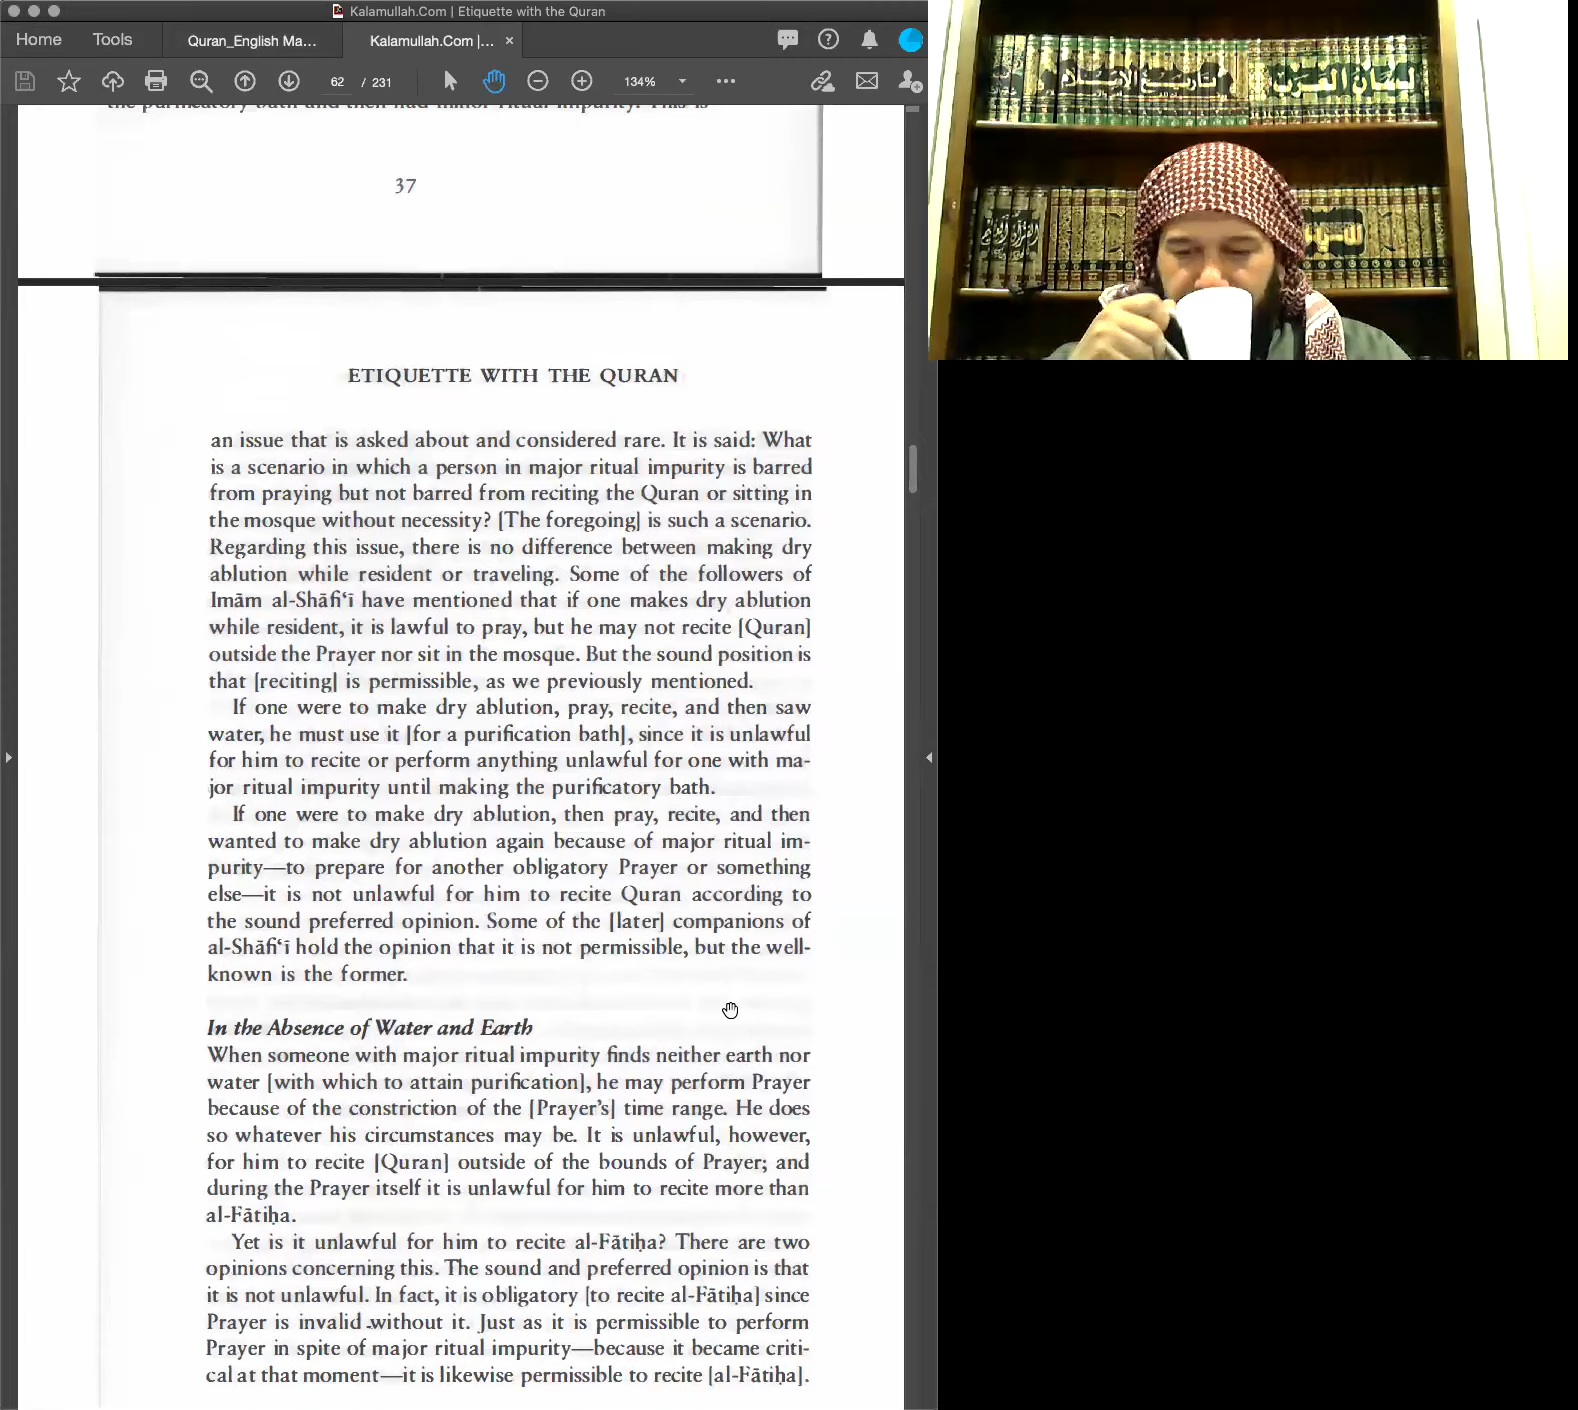 Kalamullah.Com | Etiquette with the Quran
Home
Tools
Quran_English Ma...
Kalamullah.Com |...
62 / 231
134%
37
ETIQUETTE WITH THE QURAN
an issue that is asked about and considered rare. It is said: What
is a scenario in which a person in major ritual impurity is barred
from praying but not barred from reciting the Quran or sitting in
the mosque without necessity? [The foregoing] is such a scenario.
Regarding this issue, there is no difference between making dry
ablution while resident or traveling. Some of the followers of
Imām al-Shāfiʿī have mentioned that if one makes dry ablution
while resident, it is lawful to pray, but he may not recite [Quran]
outside the Prayer nor sit in the mosque. But the sound position is
that [reciting] is permissible, as we previously mentioned.
If one were to make dry ablution, pray, recite, and then saw
water, he must use it [for a purification bath], since it is unlawful
for him to recite or perform anything unlawful for one with ma-
jor ritual impurity until making the purificatory bath.
If one were to make dry ablution, then pray, recite, and then
wanted to make dry ablution again because of major ritual im-
purity—to prepare for another obligatory Prayer or something
else—it is not unlawful for him to recite Quran according to
the sound preferred opinion. Some of the [later] companions of
al-Shāfiʿī hold the opinion that it is not permissible, but the well-
known is the former.
In the Absence of Water and Earth
When someone with major ritual impurity finds neither earth nor
water [with which to attain purification], he may perform Prayer
because of the constriction of the [Prayer's] time range. He does
so whatever his circumstances may be. It is unlawful, however,
for him to recite [Quran] outside of the bounds of Prayer; and
during the Prayer itself it is unlawful for him to recite more than
al-Fātiḥa.
Yet is it unlawful for him to recite al-Fātiḥa? There are two
opinions concerning this. The sound and preferred opinion is that
it is not unlawful. In fact, it is obligatory [to recite al-Fātiḥa] since
Prayer is invalid without it. Just as it is permissible to perform
Prayer in spite of major ritual impurity—because it became criti-
cal at that moment—it is likewise permissible to recite [al-Fātiḥa].
تاريخ الإسلام
لسان العرب